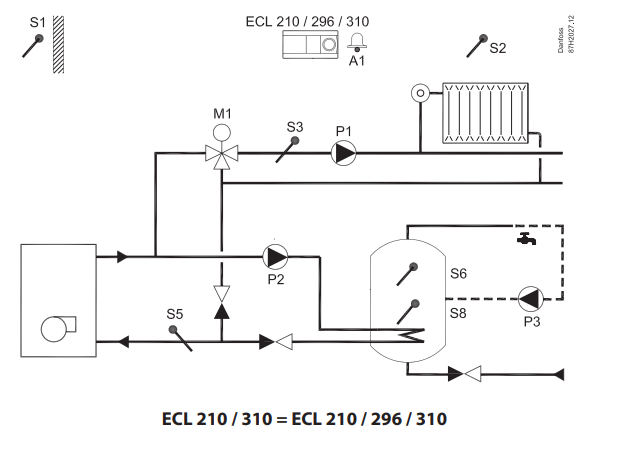 S1
ECL 210 / 296 / 310
A1
S2
Danfoss
87H2027.12
M1
S3
P1
P2
S6
S8
S5
P3
ECL 210 / 310 = ECL 210 / 296 / 310